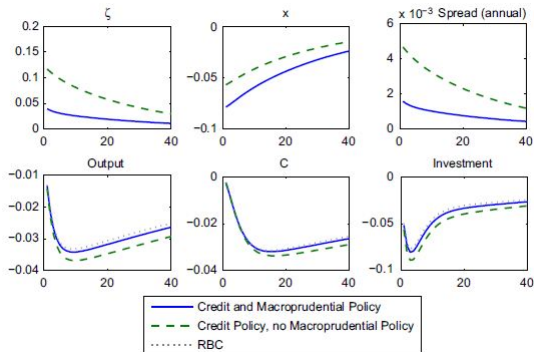 ζ
x
x 10⁻³ Spread (annual)
0.2
0.15
0.1
0.05
0
0 20 40
0
−0.05
−0.1
0 20 40
6
4
2
0
0 20 40
Output
−0.01
−0.02
−0.03
−0.04
0 20 40
C
0
−0.02
−0.04
0 20 40
Investment
0
−0.05
−0.1
0 20 40
Credit and Macroprudential Policy
Credit Policy, no Macroprudential Policy
RBC